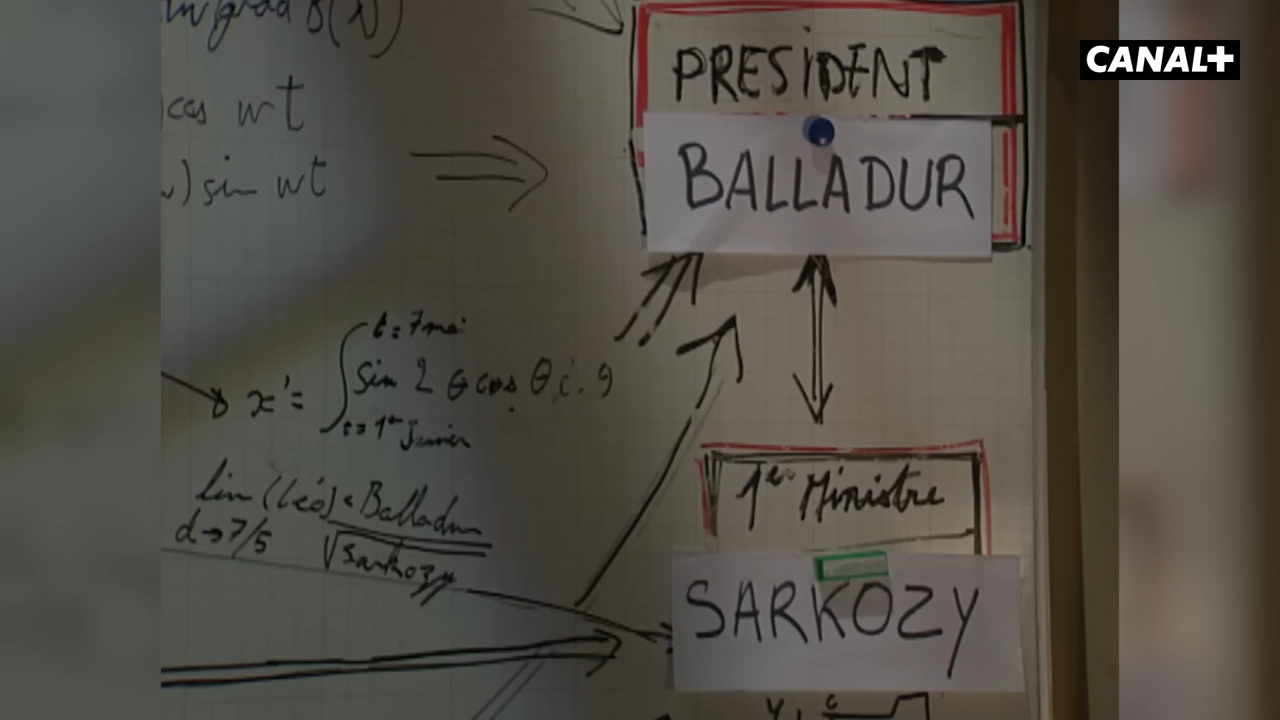 CANAL+
PRESIDENT
cos wt
BALLADUR
) sin wt
t = 7 mai
x' = ∫ sin 2 θ cos θ i . 9
t = 1er Janvier
1er Ministre
lim (Léo) < Balladur
d→7/5
√Sarkozy
SARKOZY